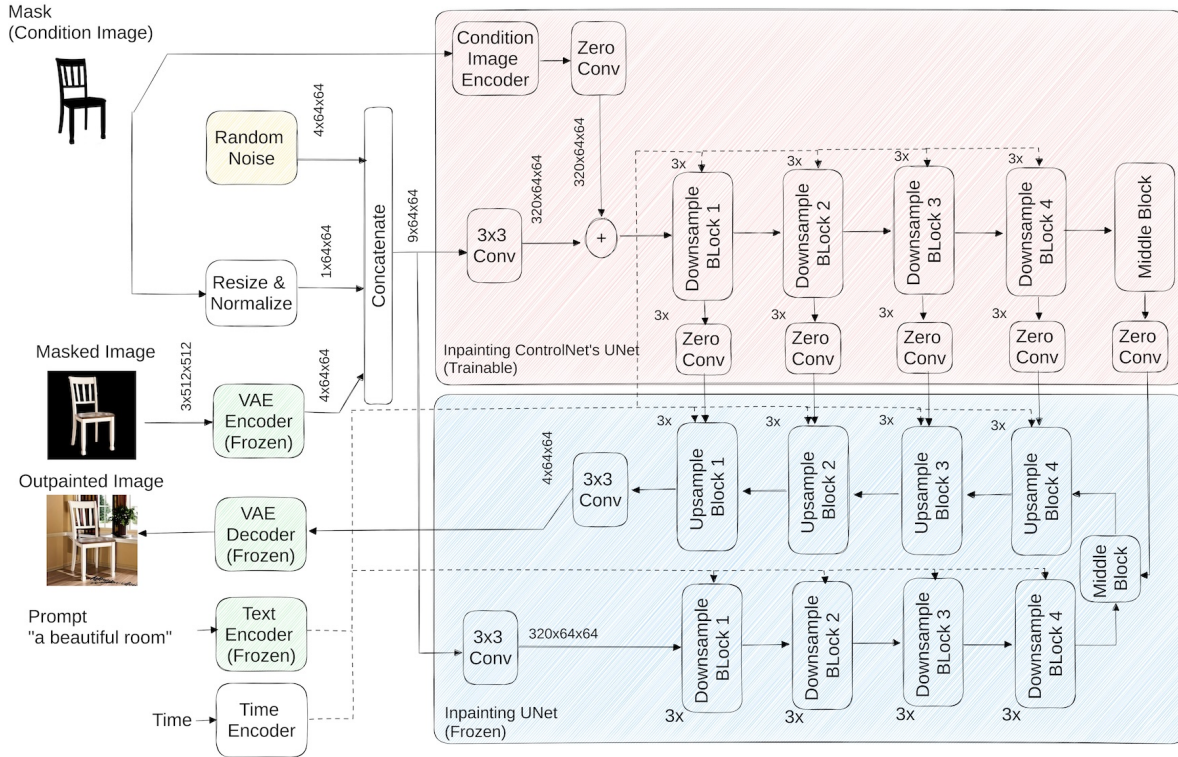 Mask
(Condition Image)
Condition
Image
Encoder
Zero
Conv
4x64x64
Random
Noise
Concatenate
9x64x64
320x64x64
320x64x64
3x3
Conv
+
3x
3x
3x
3x
Downsample
BLock 1
Downsample
BLock 2
Downsample
BLock 3
Downsample
BLock 4
Middle Block
1x64x64
Resize &
Normalize
3x
3x
3x
3x
Zero
Conv
Zero
Conv
Zero
Conv
Zero
Conv
Zero
Conv
Inpainting ControlNet's UNet
(Trainable)
Masked Image
3x512x512
VAE
Encoder
(Frozen)
4x64x64
3x
3x
3x
3x
Upsample
Block 1
Upsample
Block 2
Upsample
Block 3
Upsample
Block 4
4x64x64
3x3
Conv
Outpainted Image
VAE
Decoder
(Frozen)
Middle
Block
Prompt
"a beautiful room"
Text
Encoder
(Frozen)
3x3
Conv
320x64x64
Downsample
BLock 1
Downsample
BLock 2
Downsample
BLock 3
Downsample
BLock 4
3x
3x
3x
3x
Time
Time
Encoder
Inpainting UNet
(Frozen)